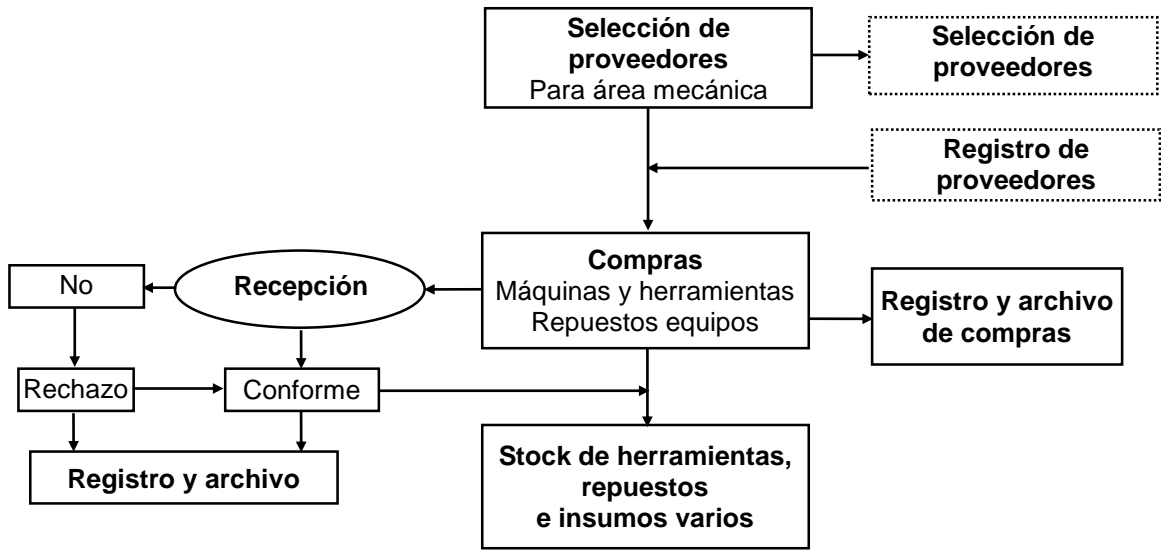 Selección de
proveedores
Para área mecánica
Selección de
proveedores
Registro de
proveedores
Compras
Máquinas y herramientas
Repuestos equipos
Recepción
No
Registro y archivo
de compras
Rechazo
Conforme
Registro y archivo
Stock de herramientas,
repuestos
e insumos varios